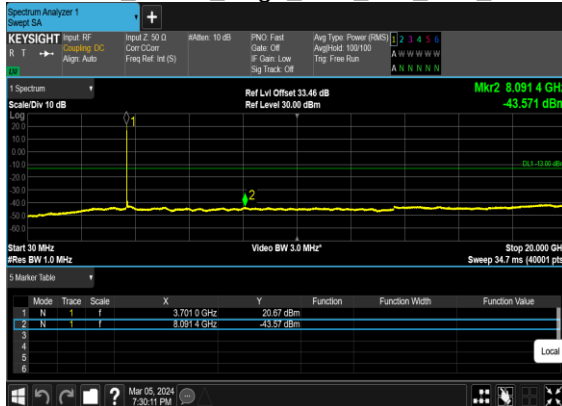 Spectrum Analyzer 1
Swept SA
+
KEYSIGHT Input: RF Input Z: 50 Ω #Atten: 10 dB PNO: Fast Avg Type: Power (RMS) 1 2 3 4 5 6
R T Coupling: DC Corr CCorr Gate: Off Avg|Hold: 100/100 A W W W W W
Align: Auto Freq Ref: Int (S) IF Gain: Low Trig: Free Run
LU Sig Track: Off A N N N N N
1 Spectrum Ref Lvl Offset 33.46 dB Mkr2 8.091 4 GHz
Scale/Div 10 dB Ref Level 30.00 dBm -43.571 dBm
Log
20.0
10.0
0.00
-10.0
-20.0
-30.0
-40.0
-50.0
-60.0
1
DL1 -13.00 dBm
2
Start 30 MHz Video BW 3.0 MHz* Stop 20.000 GHz
#Res BW 1.0 MHz Sweep 34.7 ms (40001 pts)
5 Marker Table
Mode Trace Scale X Y Function Function Width Function Value
1 N 1 f 3.701 0 GHz 20.67 dBm
2 N 1 f 8.091 4 GHz -43.57 dBm
3
4
5
6
Local
? Mar 05, 2024
7:30:11 PM